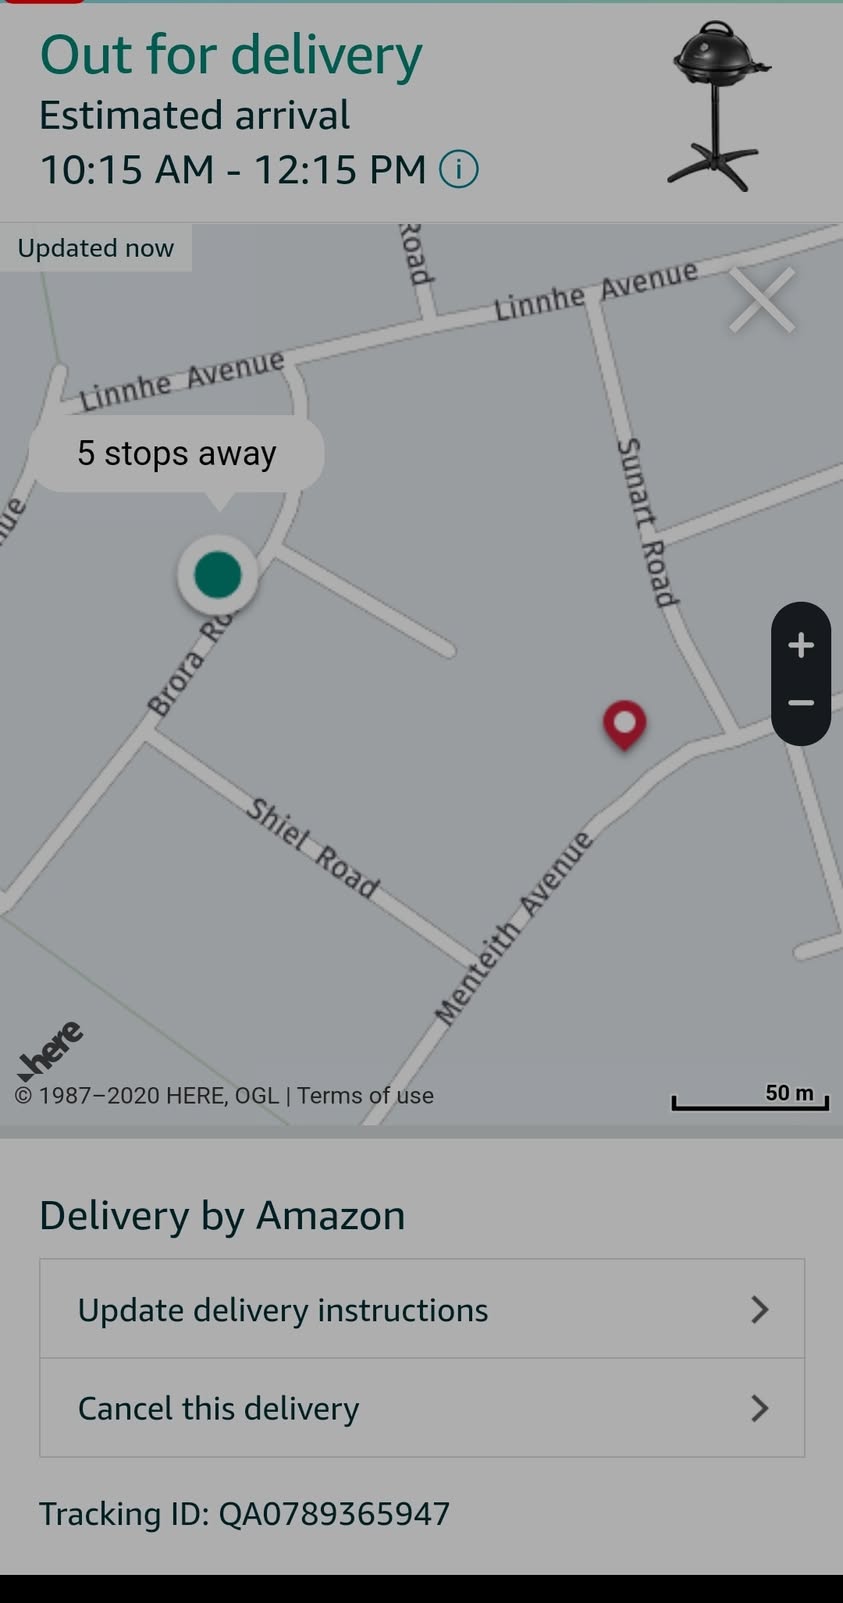 Out for delivery
Estimated arrival
10:15 AM - 12:15 PM
Updated now
Road
Linnhe Avenue
Linnhe Avenue
5 stops away
Sunart Road
Brora
Shiel Road
Menteith Avenue
here
© 1987–2020 HERE, OGL | Terms of use
50 m
Delivery by Amazon
Update delivery instructions
Cancel this delivery
Tracking ID: QA0789365947